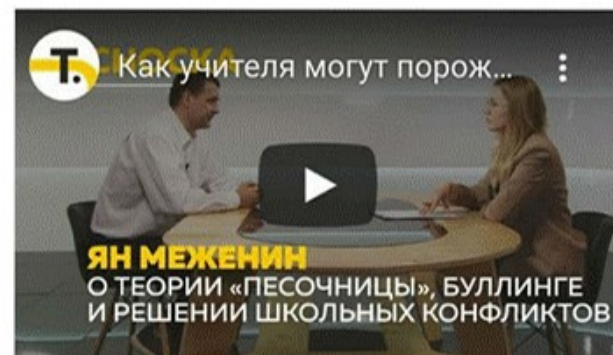 Т.
СНОСКА
Как учителя могут порож...
ЯН МЕЖЕНИН
О ТЕОРИИ «ПЕСОЧНИЦЫ», БУЛЛИНГЕ
И РЕШЕНИИ ШКОЛЬНЫХ КОНФЛИКТОВ